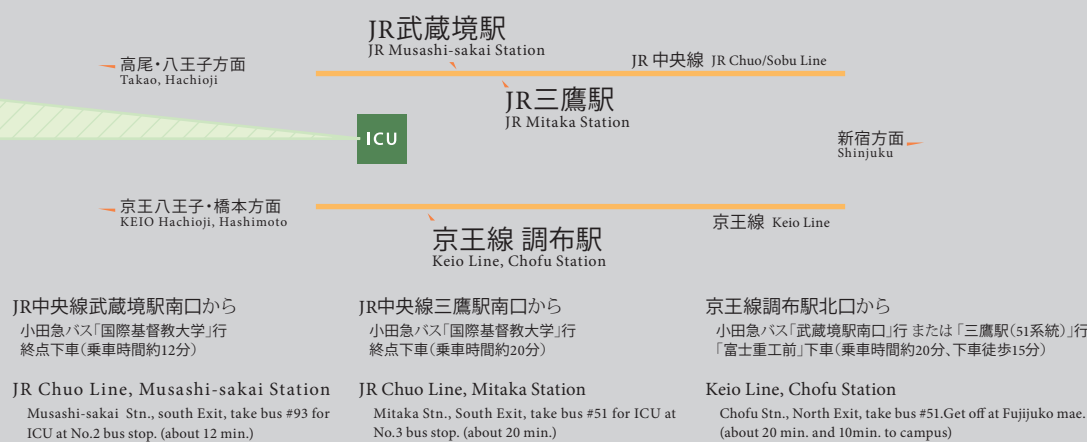 JR武蔵境駅
JR Musashi-sakai Station
高尾・八王子方面
Takao, Hachioji
JR 中央線 JR Chuo/Sobu Line
JR三鷹駅
JR Mitaka Station
ICU
新宿方面
Shinjuku
京王八王子・橋本方面
KEIO Hachioji, Hashimoto
京王線 Keio Line
京王線 調布駅
Keio Line, Chofu Station
JR中央線武蔵境駅南口から
小田急バス「国際基督教大学」行
終点下車(乗車時間約12分)
JR Chuo Line, Musashi-sakai Station
Musashi-sakai Stn., south Exit, take bus #93 for
ICU at No.2 bus stop. (about 12 min.)
JR中央線三鷹駅南口から
小田急バス「国際基督教大学」行
終点下車(乗車時間約20分)
JR Chuo Line, Mitaka Station
Mitaka Stn., South Exit, take bus #51 for ICU at
No.3 bus stop. (about 20 min.)
京王線調布駅北口から
小田急バス「武蔵境駅南口」行 または 「三鷹駅(51系統)」行
「富士重工前」下車(乗車時間約20分、下車徒歩15分)
Keio Line, Chofu Station
Chofu Stn., North Exit, take bus #51.Get off at Fujijuko mae.
(about 20 min. and 10min. to campus)